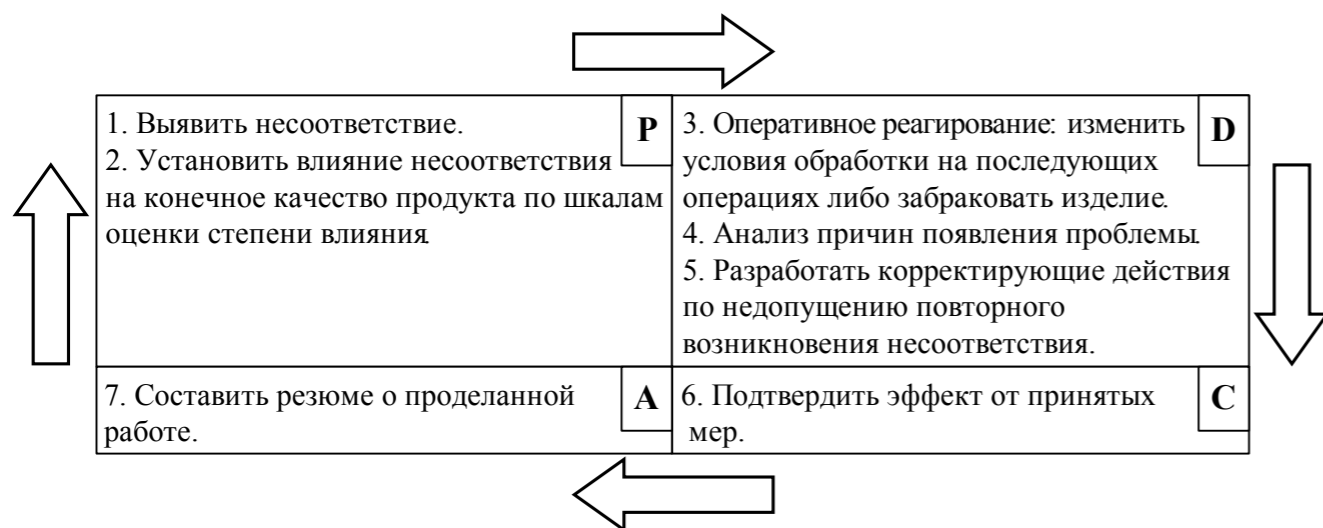 1. Выявить несоответствие.
2. Установить влияние несоответствия
на конечное качество продукта по шкалам
оценки степени влияния.
P
3. Оперативное реагирование: изменить
условия обработки на последующих
операциях либо забраковать изделие.
4. Анализ причин появления проблемы.
5. Разработать корректирующие действия
по недопущению повторного
возникновения несоответствия.
D
7. Составить резюме о проделанной
работе.
A
6. Подтвердить эффект от принятых
мер.
C